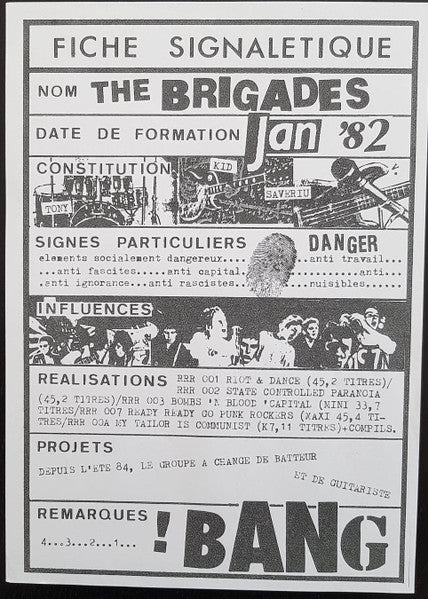 FICHE SIGNALETIQUE
NOM THE BRIGADES
DATE DE FORMATION Jan '82
CONSTITUTION
KID
SAVERIU
TONY
SIGNES PARTICULIERS DANGER
elements socialement dangereux.... ..anti travail...
...anti fascites.....anti capital. ............anti...
.anti ignorance...anti rascistes.. ...nuisibles......
INFLUENCES
REALISATIONS RRR 001 RIOT & DANCE (45,2 TITRES)/
RRR 002 STATE CONTROLLED PARANOIA
(45,2 TITRES)/RRR 003 BOMBS 'N BLOOD 'CAPITAL (MINI 33,7
TITRES/RRR 007 READY READY GO PUNK ROCKERS (MAXI 45,4 TI-
TRES/RRR 00A MY TAILOR IS COMMUNIST (K7,11 TITRES)+COMPILS.
PROJETS
DEPUIS L'ETE 84, LE GROUPE A CHANGE DE BATTEUR
ET DE GUITARISTE
REMARQUES ! BANG
4...3...2...1...